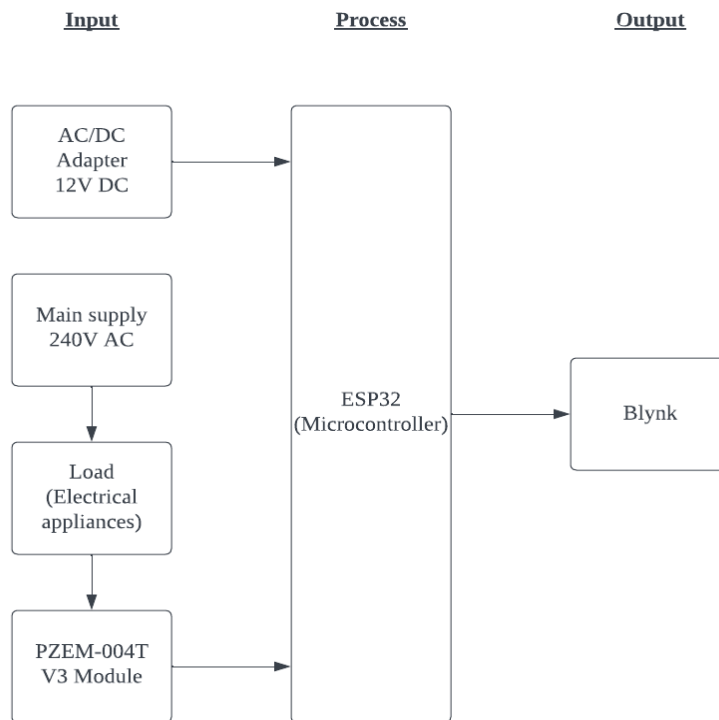 Input
Process
Output
AC/DC
Adapter
12V DC
Main supply
240V AC
Load
(Electrical
appliances)
PZEM-004T
V3 Module
ESP32
(Microcontroller)
Blynk